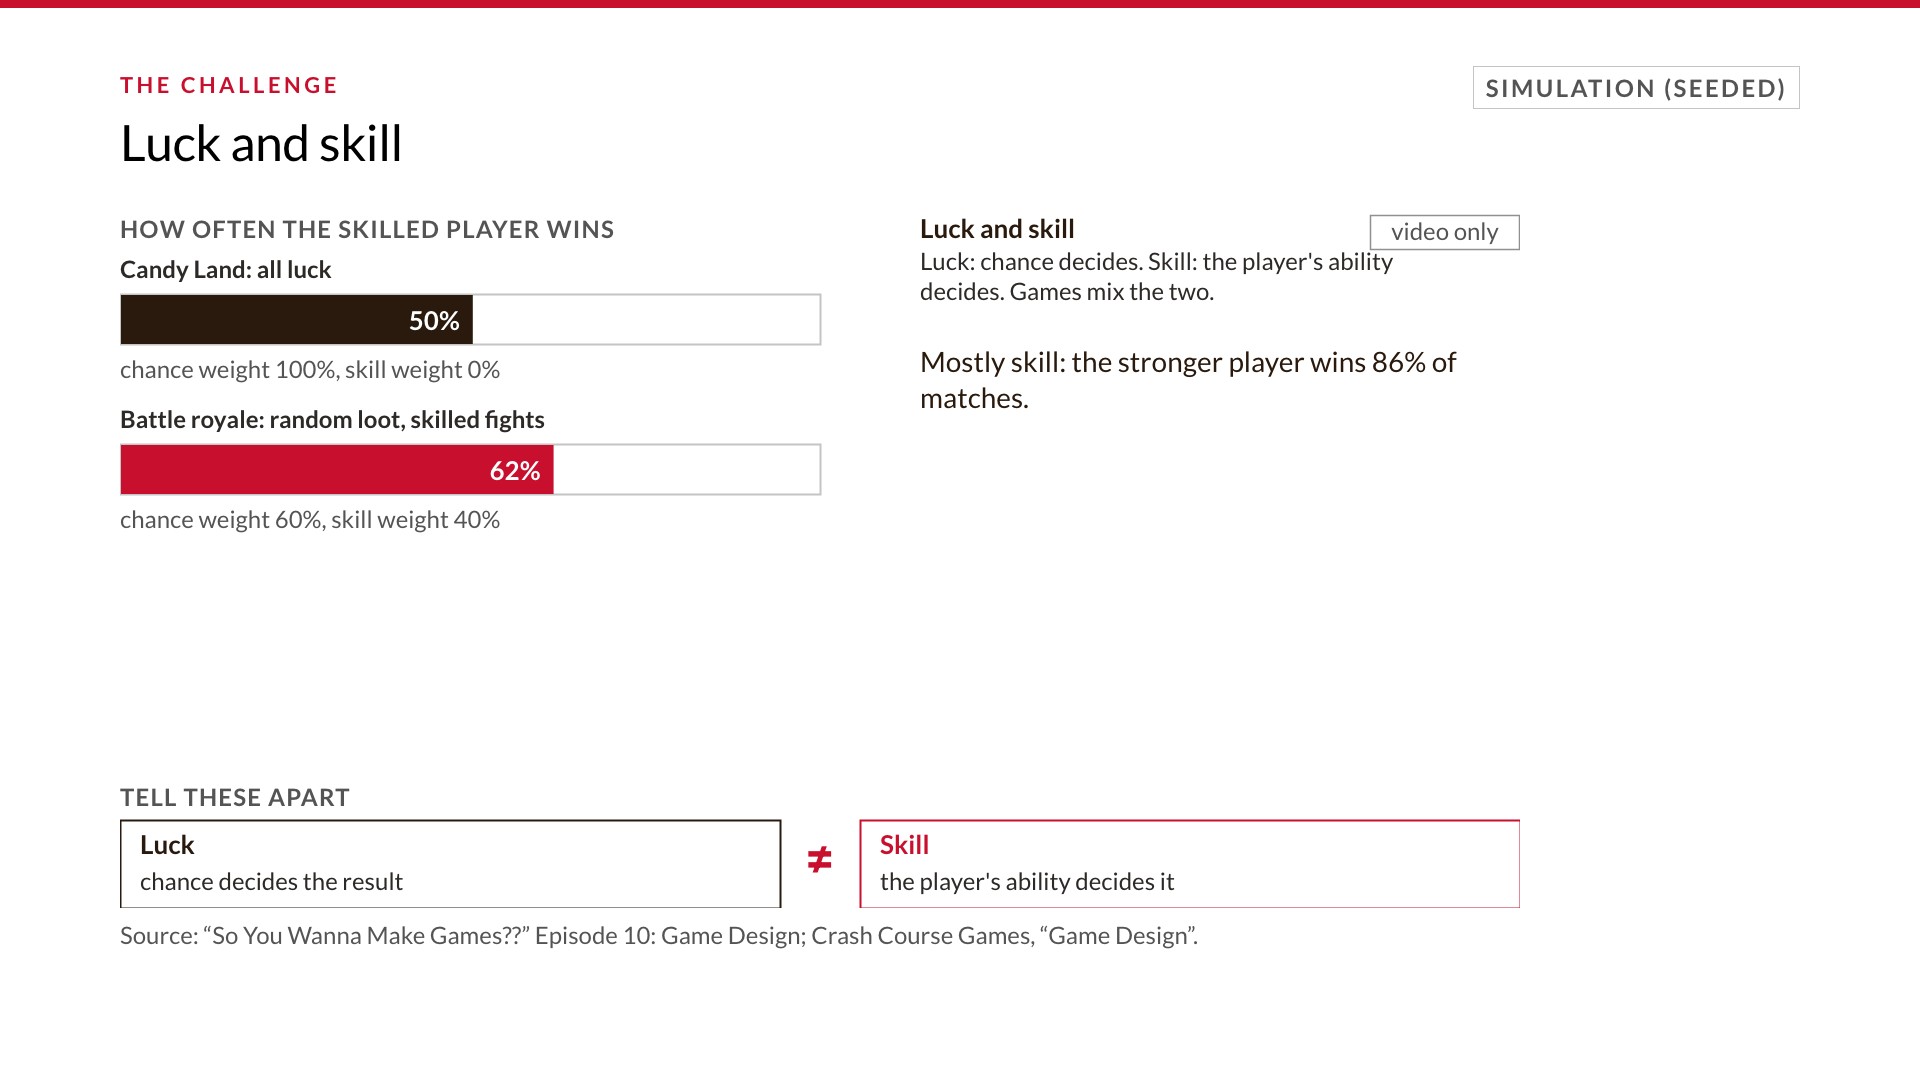 THE CHALLENGE
SIMULATION (SEEDED)
Luck and skill
HOW OFTEN THE SKILLED PLAYER WINS
Candy Land: all luck
50%
chance weight 100%, skill weight 0%
Battle royale: random loot, skilled fights
62%
chance weight 60%, skill weight 40%
Luck and skill
video only
Luck: chance decides. Skill: the player's ability
decides. Games mix the two.
Mostly skill: the stronger player wins 86% of
matches.
TELL THESE APART
Luck
chance decides the result
≠
Skill
the player's ability decides it
Source: “So You Wanna Make Games??” Episode 10: Game Design; Crash Course Games, “Game Design”.